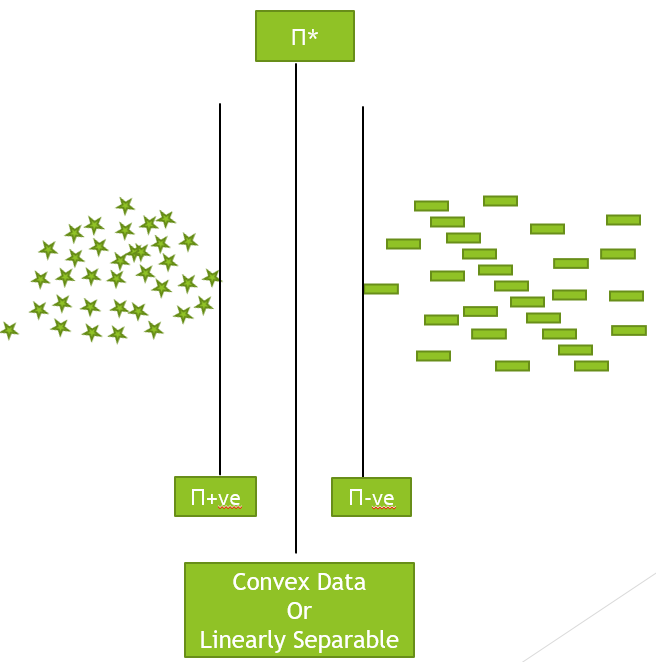 Π*
Π+ve
Π-ve
Convex Data
Or
Linearly Separable